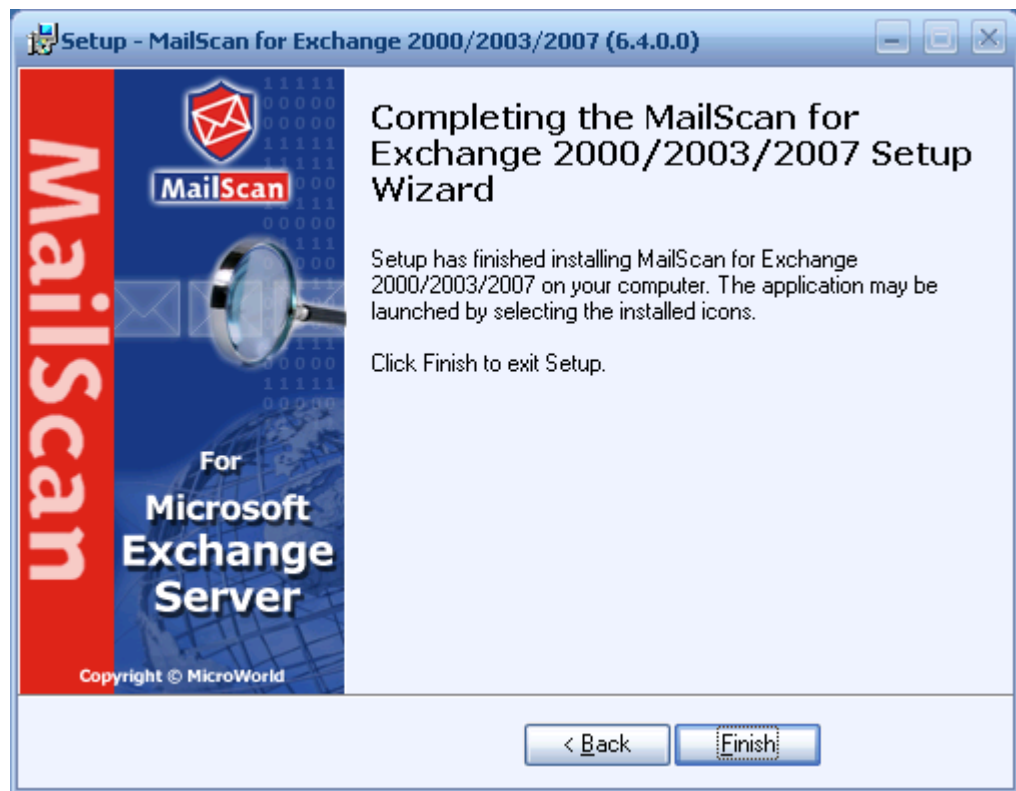 Setup - MailScan for Exchange 2000/2003/2007 (6.4.0.0)
MailScan
MailScan
For
Microsoft
Exchange
Server
Copyright © MicroWorld
Completing the MailScan for
Exchange 2000/2003/2007 Setup
Wizard
Setup has finished installing MailScan for Exchange
2000/2003/2007 on your computer. The application may be
launched by selecting the installed icons.
Click Finish to exit Setup.
< Back
Finish